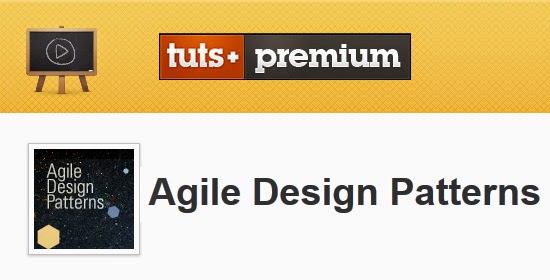 tuts+ premium
Agile
Design
Patterns
Agile Design Patterns